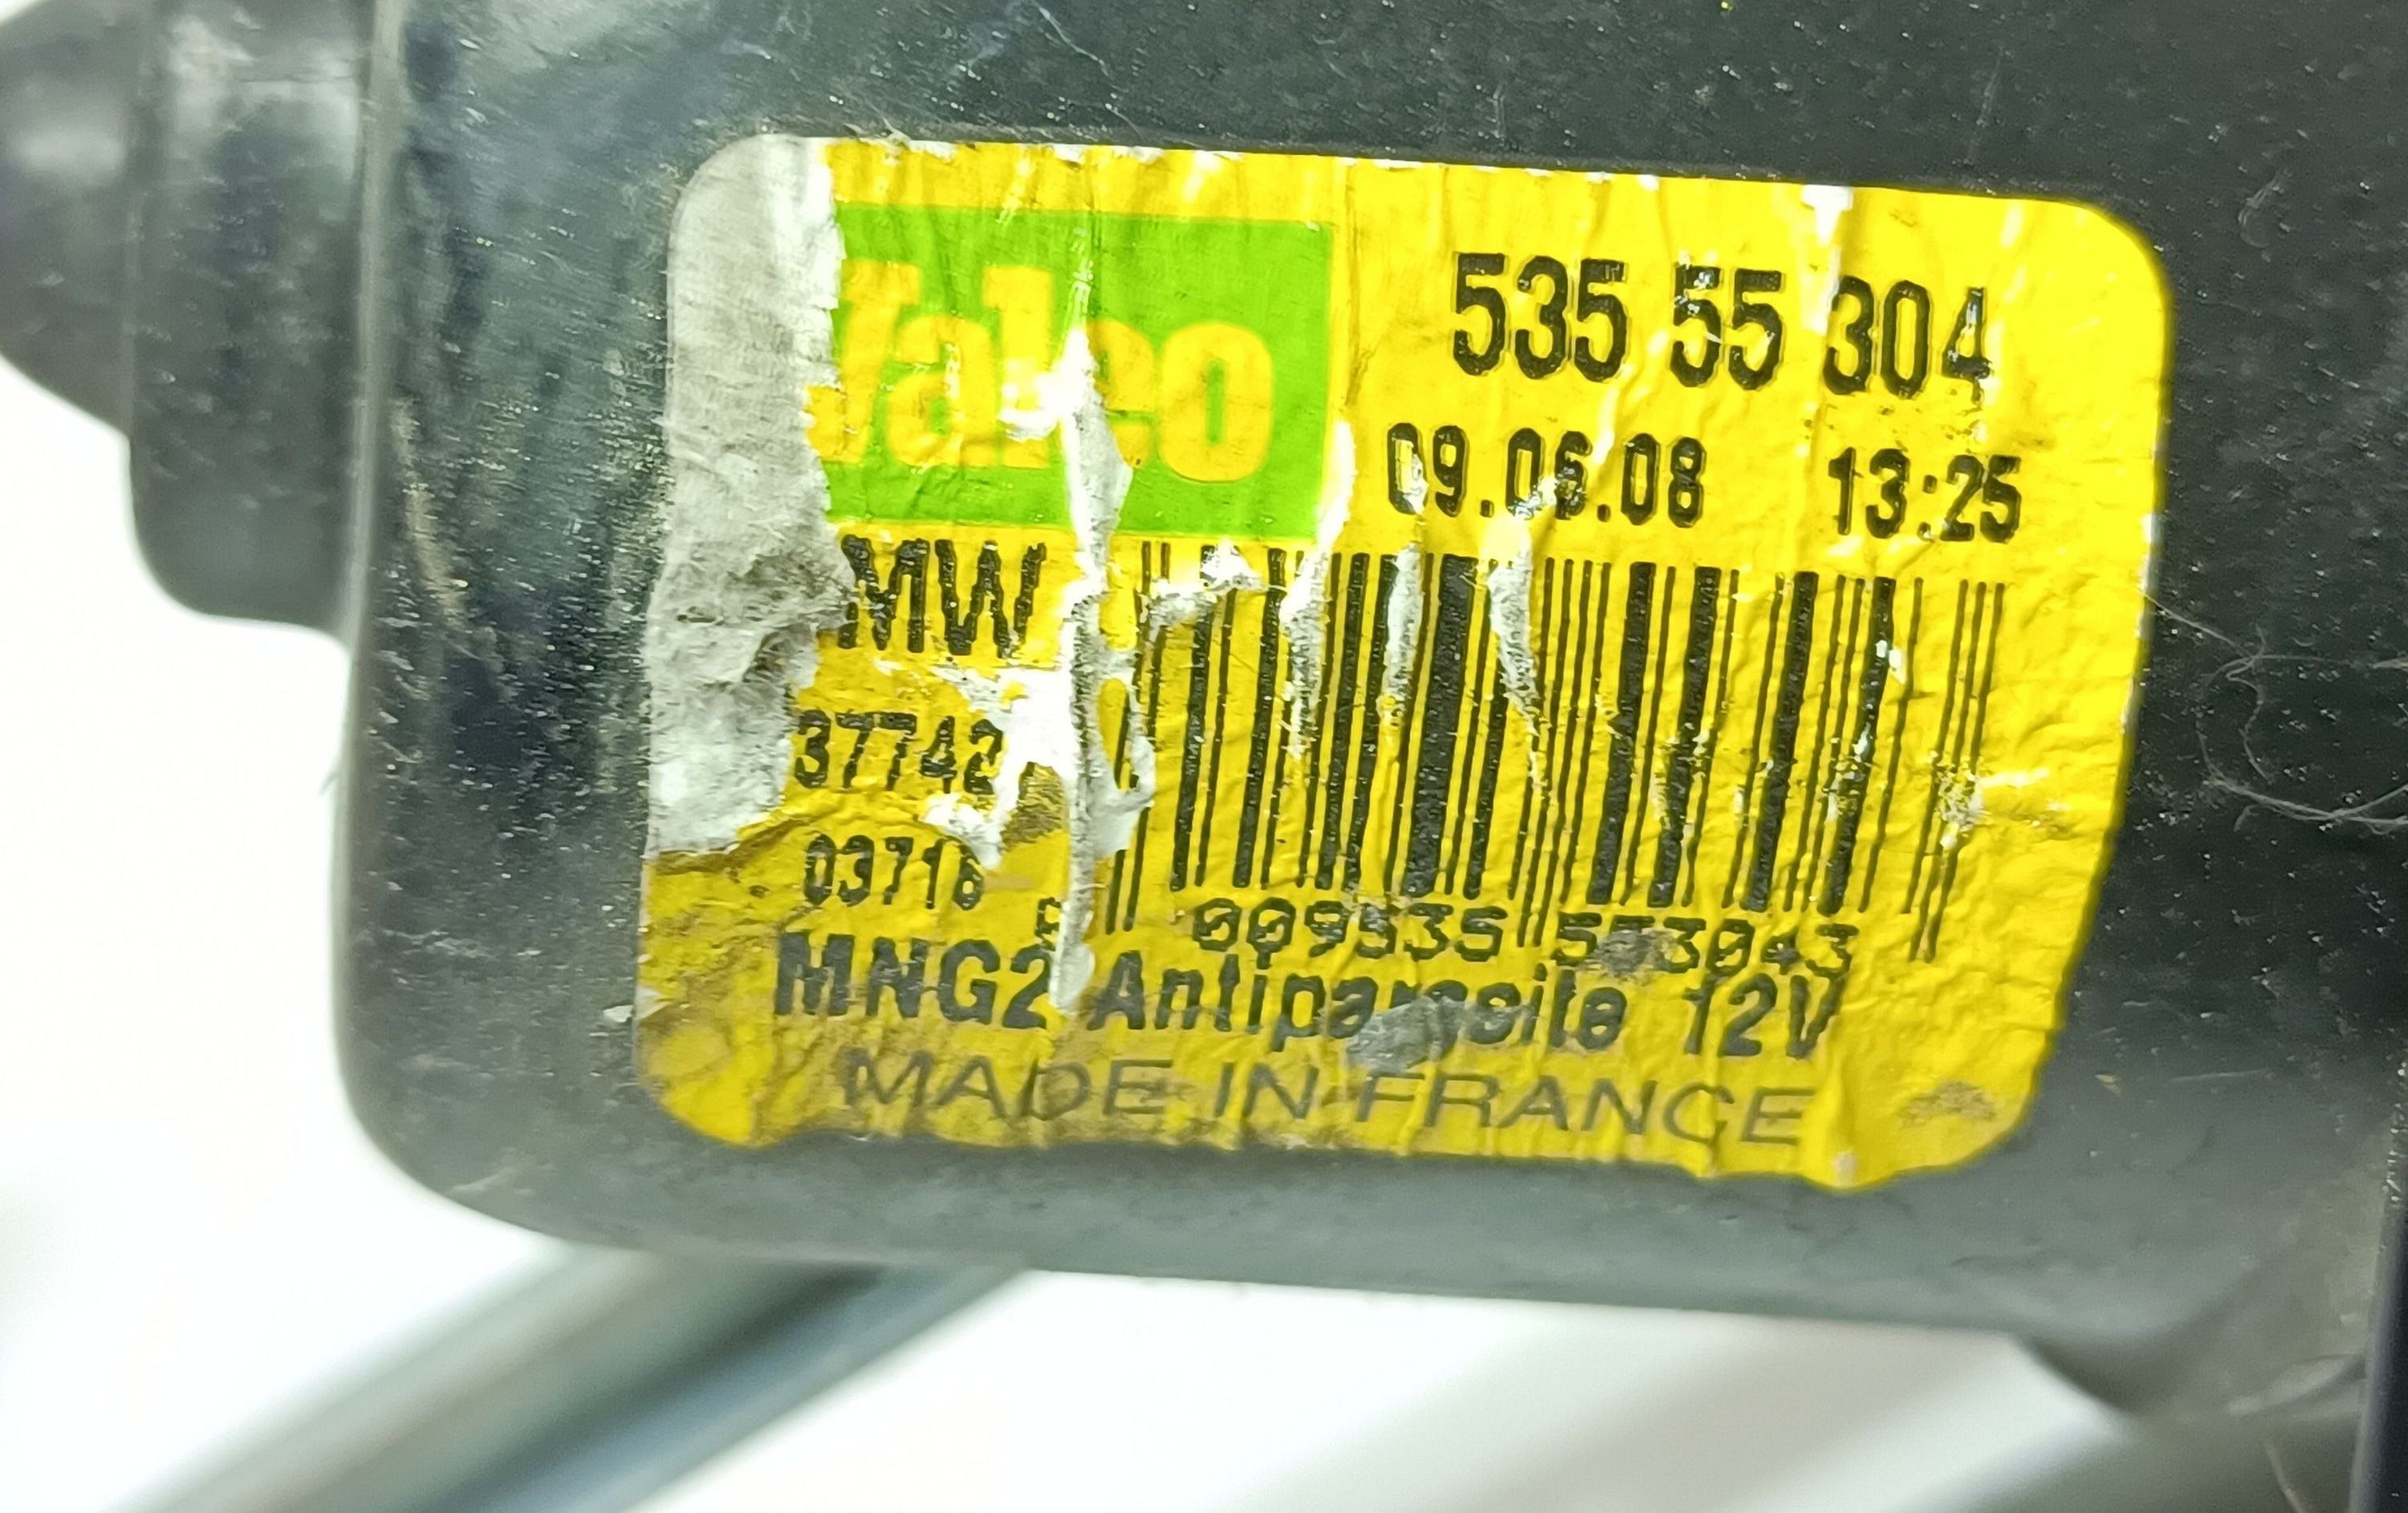 Valeo
535 55 304
09.06.08 13:25
MW
37742
03716
009535 553043
MNG2 Antiparasite 12V
MADE IN FRANCE